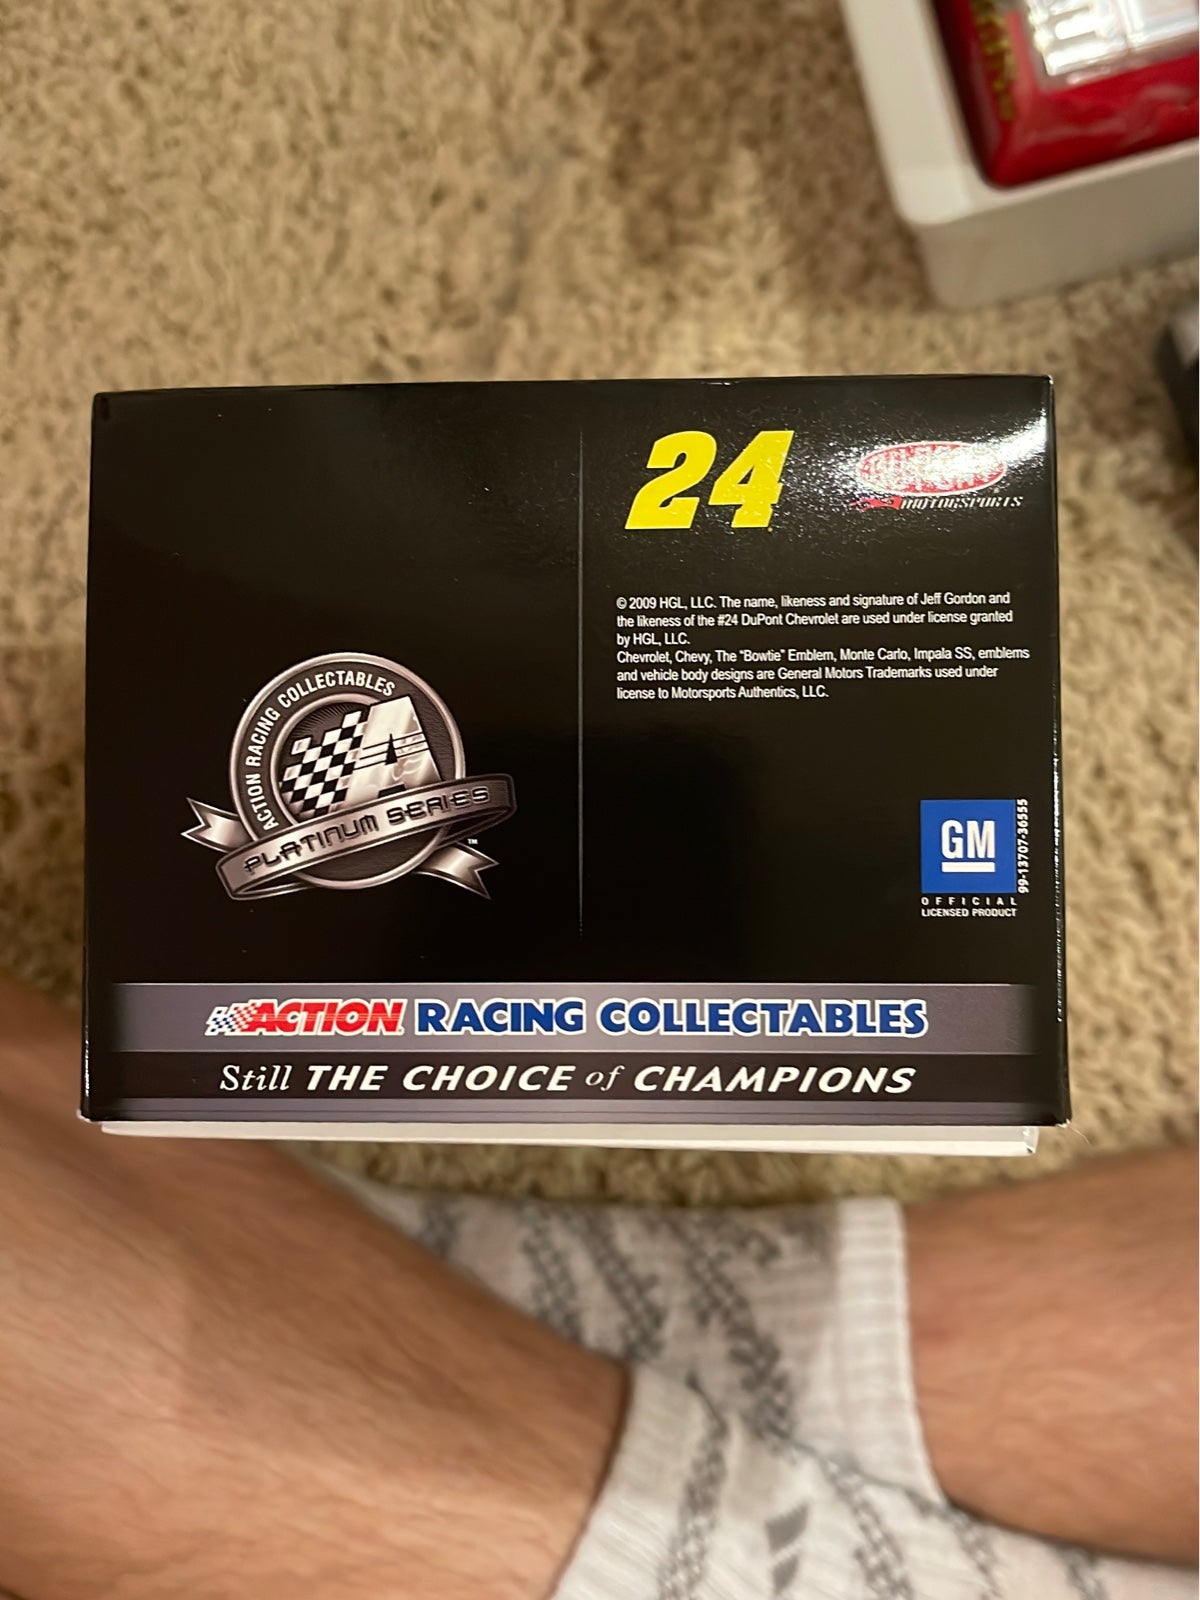 24
DUPONT
MOTORSPORTS
© 2009 HGL, LLC. The name, likeness and signature of Jeff Gordon and
the likeness of the #24 DuPont Chevrolet are used under license granted
by HGL, LLC.
Chevrolet, Chevy, The “Bowtie” Emblem, Monte Carlo, Impala SS, emblems
and vehicle body designs are General Motors Trademarks used under
license to Motorsports Authentics, LLC.
ACTION RACING COLLECTABLES
A
PLATINUM SERIES™
GM
99-13707-36555
OFFICIAL
LICENSED PRODUCT
ACTION RACING COLLECTABLES
Still THE CHOICE of CHAMPIONS